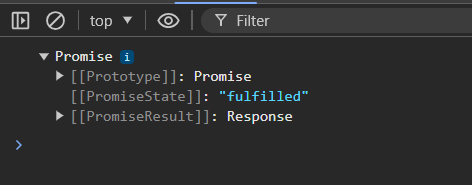 top Filter
Promise i
[[Prototype]]: Promise
[[PromiseState]]: "fulfilled"
[[PromiseResult]]: Response